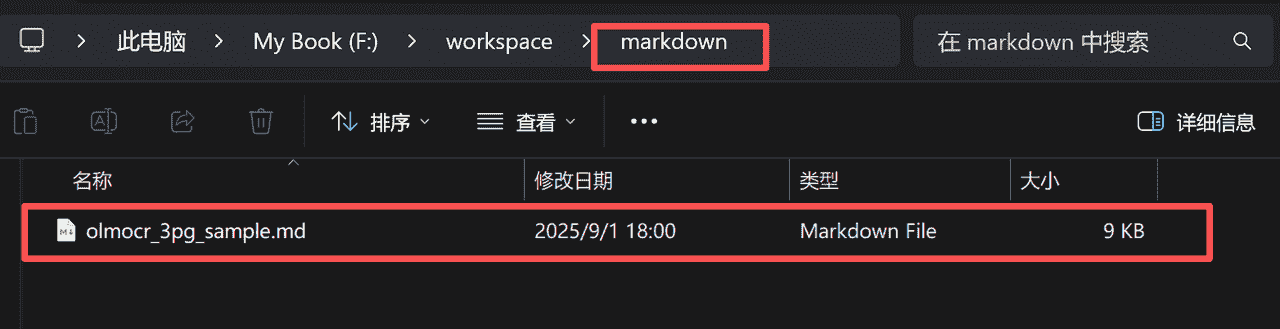 此电脑 > My Book (F:) > workspace > markdown 在 markdown 中搜索
排序 查看 ••• 详细信息
名称 修改日期 类型 大小
olmocr_3pg_sample.md 2025/9/1 18:00 Markdown File 9 KB